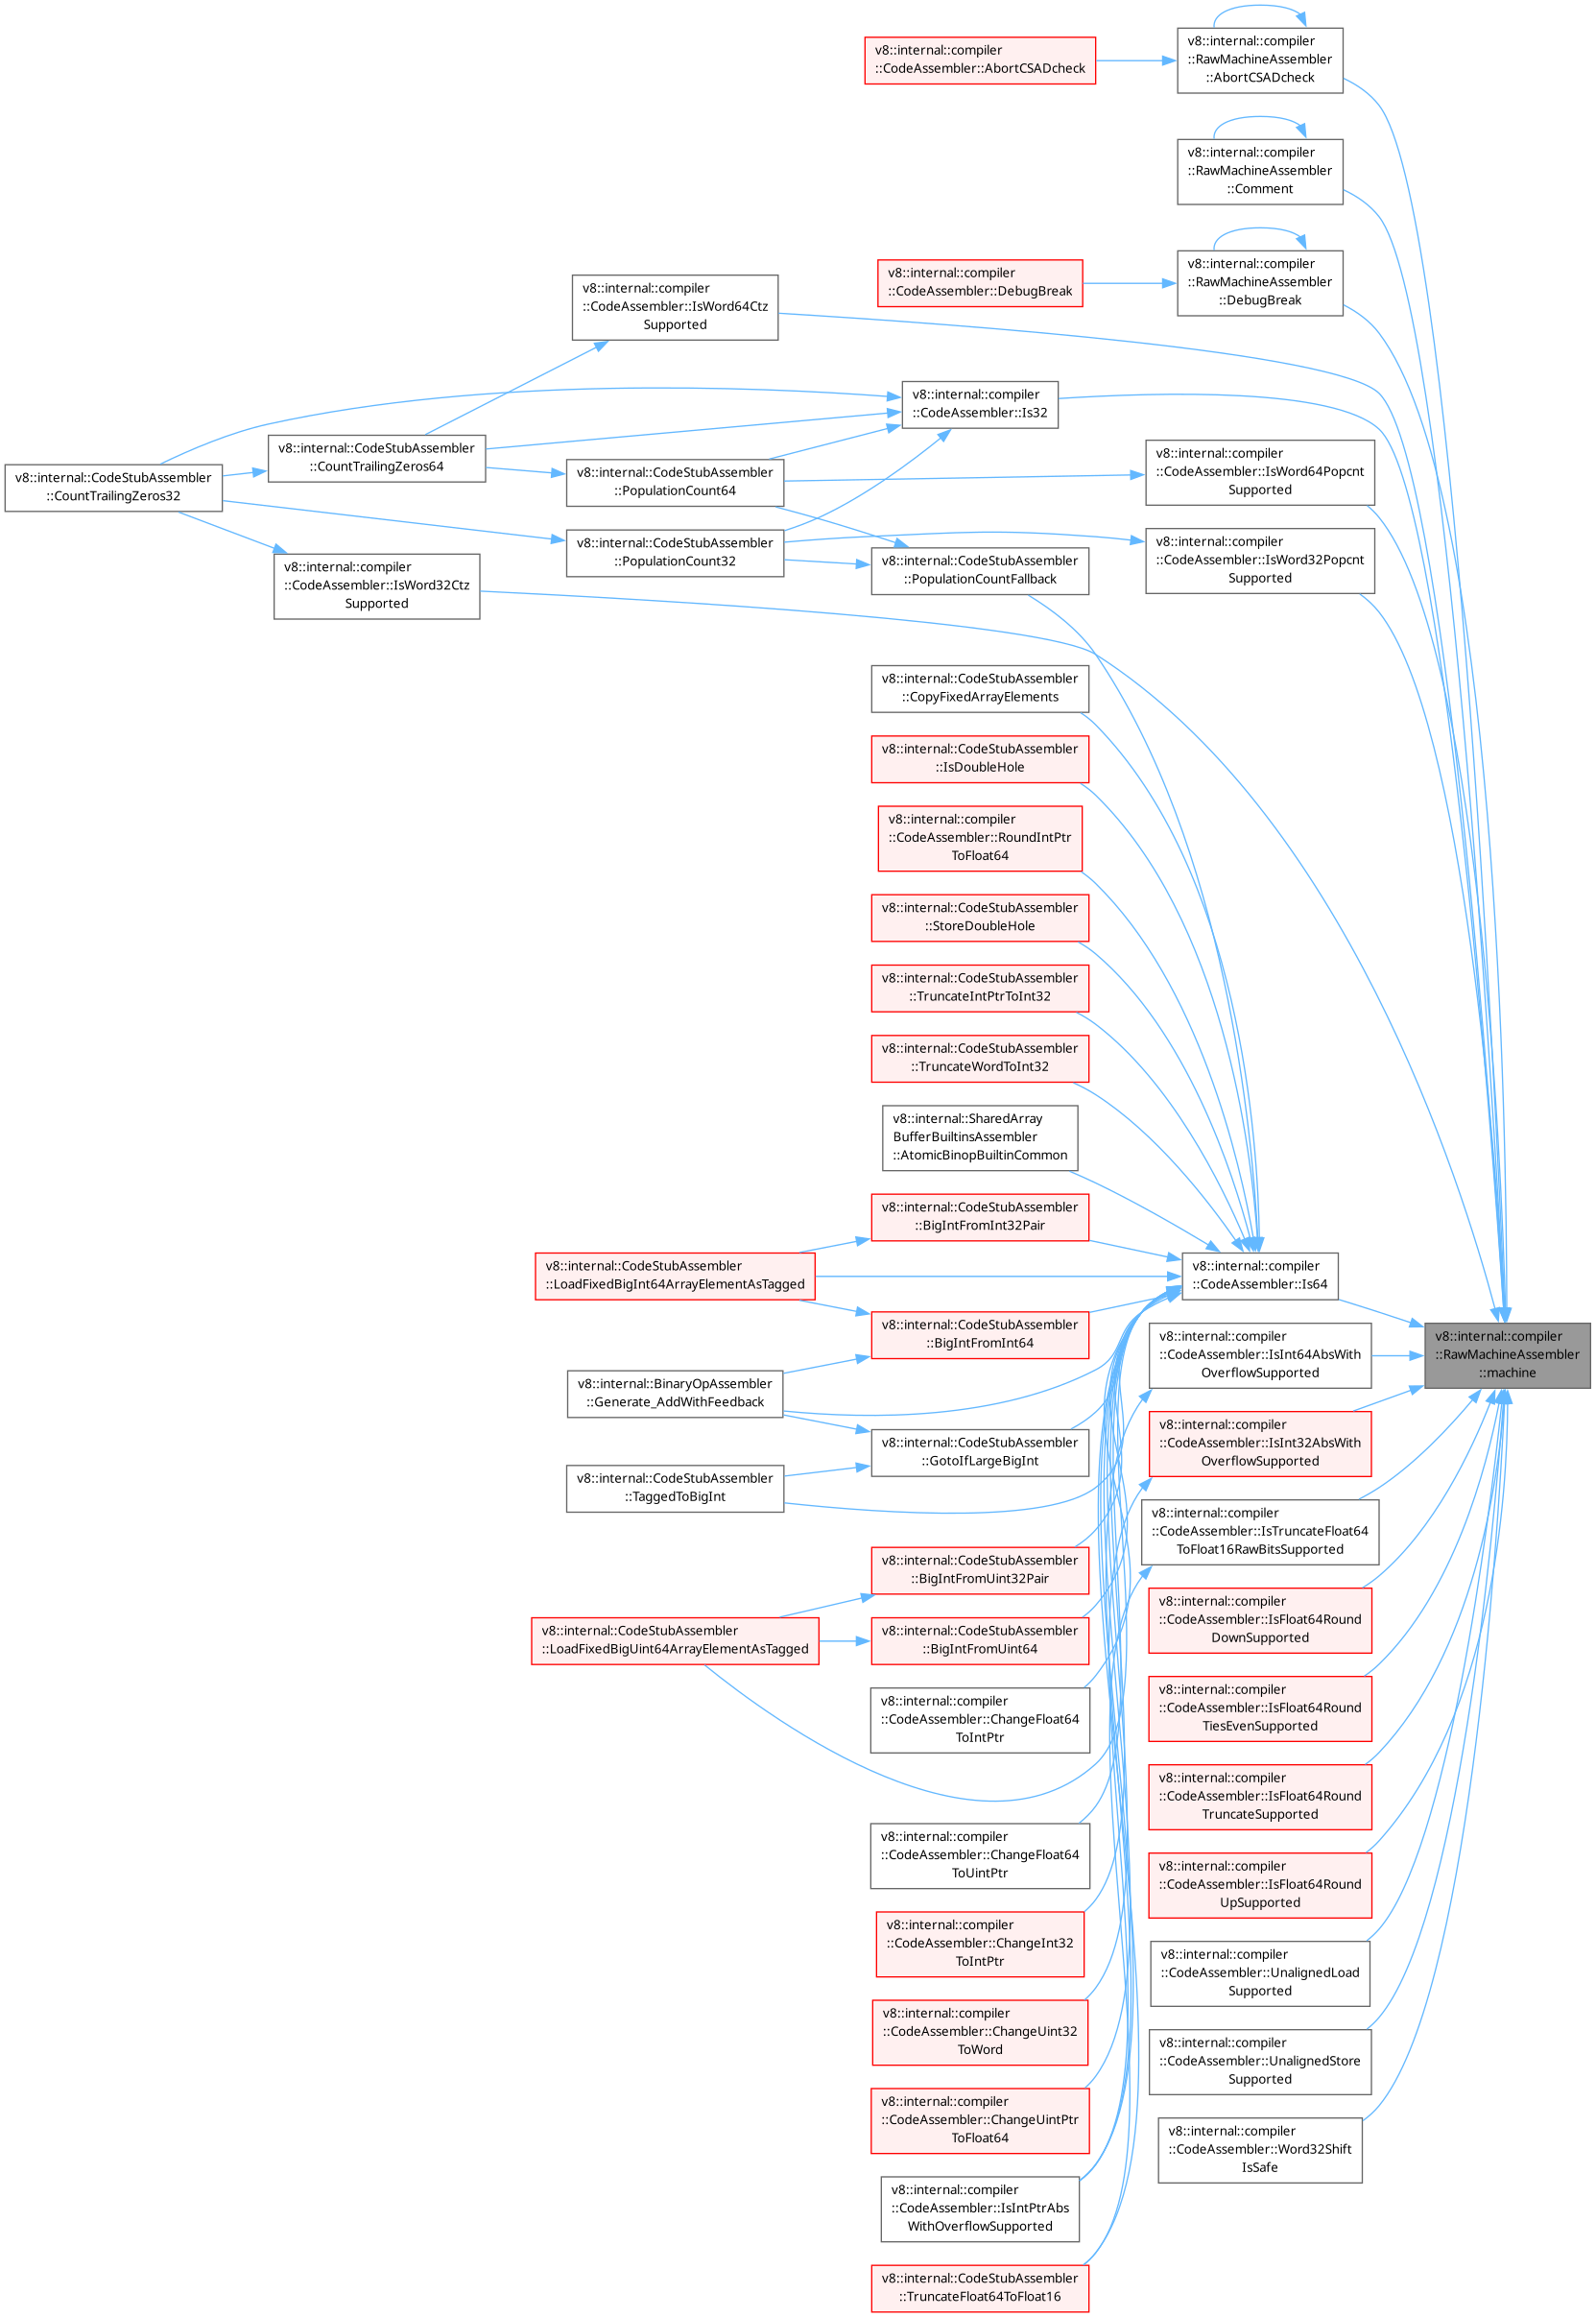 v8::internal::compiler
::RawMachineAssembler
::AbortCSADcheck
v8::internal::compiler
::CodeAssembler::AbortCSADcheck
v8::internal::compiler
::RawMachineAssembler
::Comment
v8::internal::compiler
::RawMachineAssembler
::DebugBreak
v8::internal::compiler
::CodeAssembler::DebugBreak
v8::internal::compiler
::CodeAssembler::IsWord64Ctz
Supported
v8::internal::compiler
::CodeAssembler::Is32
v8::internal::CodeStubAssembler
::CountTrailingZeros64
v8::internal::CodeStubAssembler
::CountTrailingZeros32
v8::internal::CodeStubAssembler
::PopulationCount64
v8::internal::compiler
::CodeAssembler::IsWord64Popcnt
Supported
v8::internal::CodeStubAssembler
::PopulationCount32
v8::internal::compiler
::CodeAssembler::IsWord32Popcnt
Supported
v8::internal::CodeStubAssembler
::PopulationCountFallback
v8::internal::compiler
::CodeAssembler::IsWord32Ctz
Supported
v8::internal::CodeStubAssembler
::CopyFixedArrayElements
v8::internal::CodeStubAssembler
::IsDoubleHole
v8::internal::compiler
::CodeAssembler::RoundIntPtr
ToFloat64
v8::internal::CodeStubAssembler
::StoreDoubleHole
v8::internal::CodeStubAssembler
::TruncateIntPtrToInt32
v8::internal::CodeStubAssembler
::TruncateWordToInt32
v8::internal::SharedArray
BufferBuiltinsAssembler
::AtomicBinopBuiltinCommon
v8::internal::CodeStubAssembler
::BigIntFromInt32Pair
v8::internal::CodeStubAssembler
::LoadFixedBigInt64ArrayElementAsTagged
v8::internal::compiler
::CodeAssembler::Is64
v8::internal::CodeStubAssembler
::BigIntFromInt64
v8::internal::compiler
::CodeAssembler::IsInt64AbsWith
OverflowSupported
v8::internal::compiler
::RawMachineAssembler
::machine
v8::internal::BinaryOpAssembler
::Generate_AddWithFeedback
v8::internal::compiler
::CodeAssembler::IsInt32AbsWith
OverflowSupported
v8::internal::CodeStubAssembler
::GotoIfLargeBigInt
v8::internal::CodeStubAssembler
::TaggedToBigInt
v8::internal::compiler
::CodeAssembler::IsTruncateFloat64
ToFloat16RawBitsSupported
v8::internal::CodeStubAssembler
::BigIntFromUint32Pair
v8::internal::compiler
::CodeAssembler::IsFloat64Round
DownSupported
v8::internal::CodeStubAssembler
::LoadFixedBigUint64ArrayElementAsTagged
v8::internal::CodeStubAssembler
::BigIntFromUint64
v8::internal::compiler
::CodeAssembler::ChangeFloat64
ToIntPtr
v8::internal::compiler
::CodeAssembler::IsFloat64Round
TiesEvenSupported
v8::internal::compiler
::CodeAssembler::IsFloat64Round
TruncateSupported
v8::internal::compiler
::CodeAssembler::ChangeFloat64
ToUintPtr
v8::internal::compiler
::CodeAssembler::IsFloat64Round
UpSupported
v8::internal::compiler
::CodeAssembler::ChangeInt32
ToIntPtr
v8::internal::compiler
::CodeAssembler::UnalignedLoad
Supported
v8::internal::compiler
::CodeAssembler::ChangeUint32
ToWord
v8::internal::compiler
::CodeAssembler::UnalignedStore
Supported
v8::internal::compiler
::CodeAssembler::ChangeUintPtr
ToFloat64
v8::internal::compiler
::CodeAssembler::Word32Shift
IsSafe
v8::internal::compiler
::CodeAssembler::IsIntPtrAbs
WithOverflowSupported
v8::internal::CodeStubAssembler
::TruncateFloat64ToFloat16